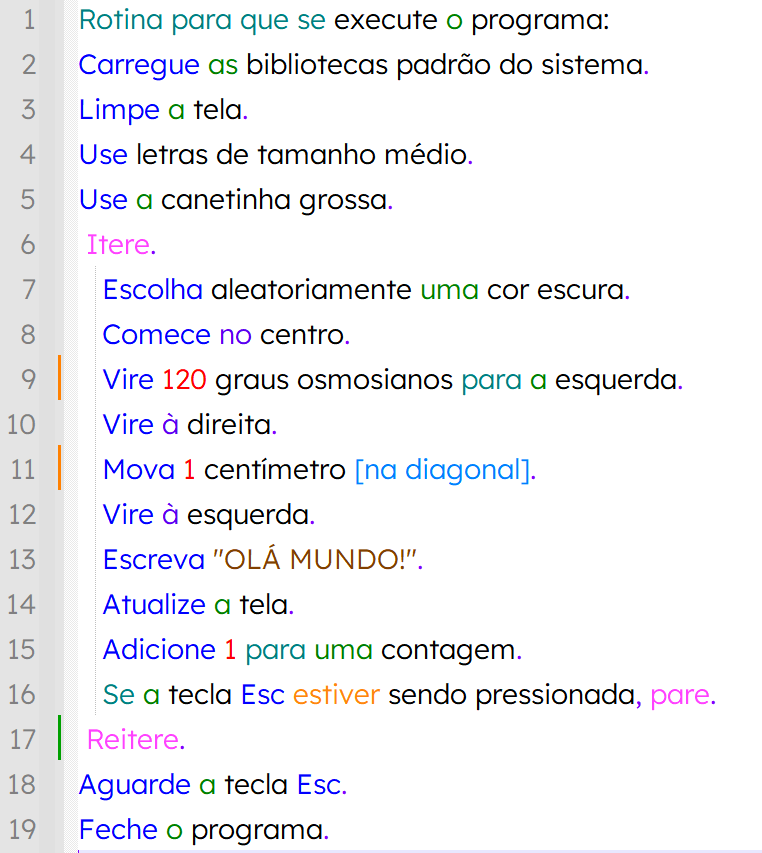 1 Rotina para que se execute o programa:
2 Carregue as bibliotecas padrão do sistema.
3 Limpe a tela.
4 Use letras de tamanho médio.
5 Use a canetinha grossa.
6 Itere.
7 Escolha aleatoriamente uma cor escura.
8 Comece no centro.
9 Vire 120 graus osmosianos para a esquerda.
10 Vire à direita.
11 Mova 1 centímetro [na diagonal].
12 Vire à esquerda.
13 Escreva "OLÁ MUNDO!".
14 Atualize a tela.
15 Adicione 1 para uma contagem.
16 Se a tecla Esc estiver sendo pressionada, pare.
17 Reitere.
18 Aguarde a tecla Esc.
19 Feche o programa.